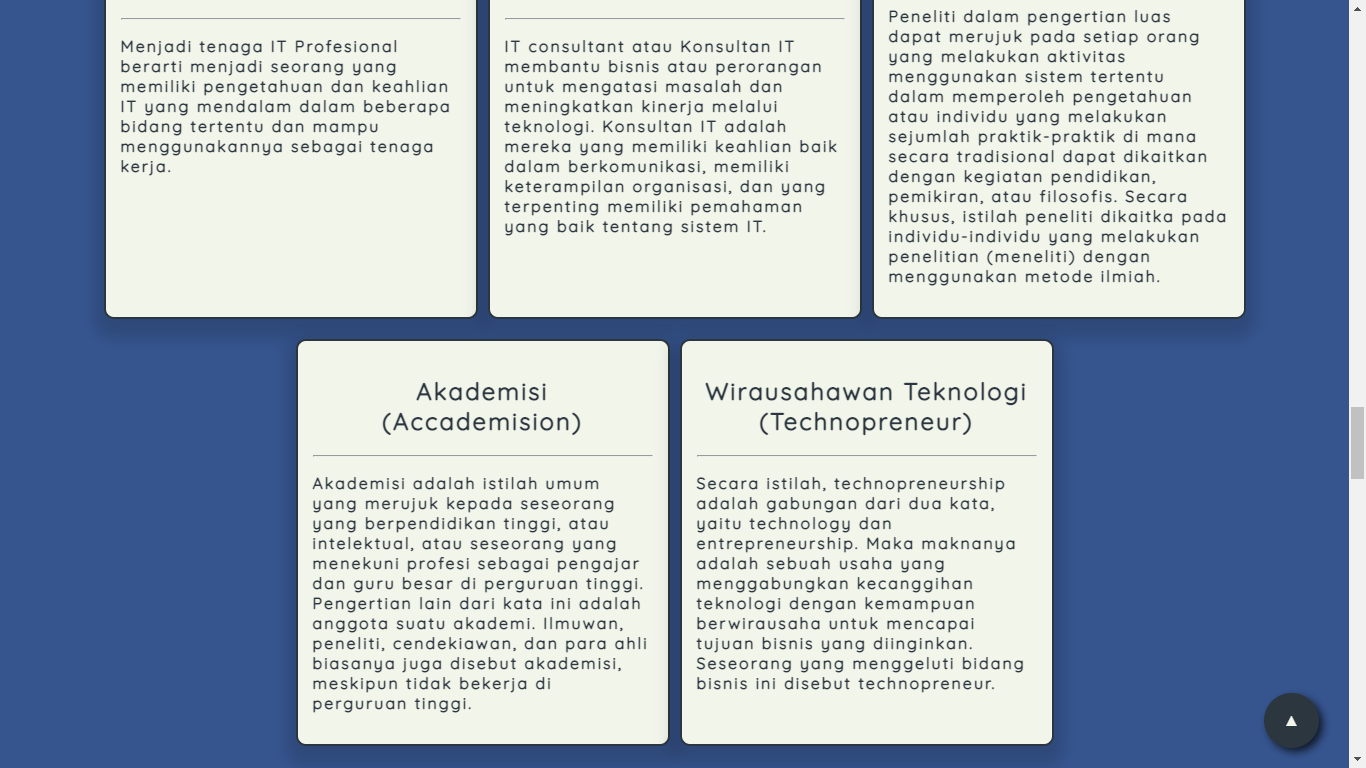 Menjadi tenaga IT Profesional
berarti menjadi seorang yang
memiliki pengetahuan dan keahlian
IT yang mendalam dalam beberapa
bidang tertentu dan mampu
menggunakannya sebagai tenaga
kerja.
IT consultant atau Konsultan IT
membantu bisnis atau perorangan
untuk mengatasi masalah dan
meningkatkan kinerja melalui
teknologi. Konsultan IT adalah
mereka yang memiliki keahlian baik
dalam berkomunikasi, memiliki
keterampilan organisasi, dan yang
terpenting memiliki pemahaman
yang baik tentang sistem IT.
Peneliti dalam pengertian luas
dapat merujuk pada setiap orang
yang melakukan aktivitas
menggunakan sistem tertentu
dalam memperoleh pengetahuan
atau individu yang melakukan
sejumlah praktik-praktik di mana
secara tradisional dapat dikaitkan
dengan kegiatan pendidikan,
pemikiran, atau filosofis. Secara
khusus, istilah peneliti dikaitka pada
individu-individu yang melakukan
penelitian (meneliti) dengan
menggunakan metode ilmiah.
Akademisi
(Accademision)
Akademisi adalah istilah umum
yang merujuk kepada seseorang
yang berpendidikan tinggi, atau
intelektual, atau seseorang yang
menekuni profesi sebagai pengajar
dan guru besar di perguruan tinggi.
Pengertian lain dari kata ini adalah
anggota suatu akademi. Ilmuwan,
peneliti, cendekiawan, dan para ahli
biasanya juga disebut akademisi,
meskipun tidak bekerja di
perguruan tinggi.
Wirausahawan Teknologi
(Technopreneur)
Secara istilah, technopreneurship
adalah gabungan dari dua kata,
yaitu technology dan
entrepreneurship. Maka maknanya
adalah sebuah usaha yang
menggabungkan kecanggihan
teknologi dengan kemampuan
berwirausaha untuk mencapai
tujuan bisnis yang diinginkan.
Seseorang yang menggeluti bidang
bisnis ini disebut technopreneur.